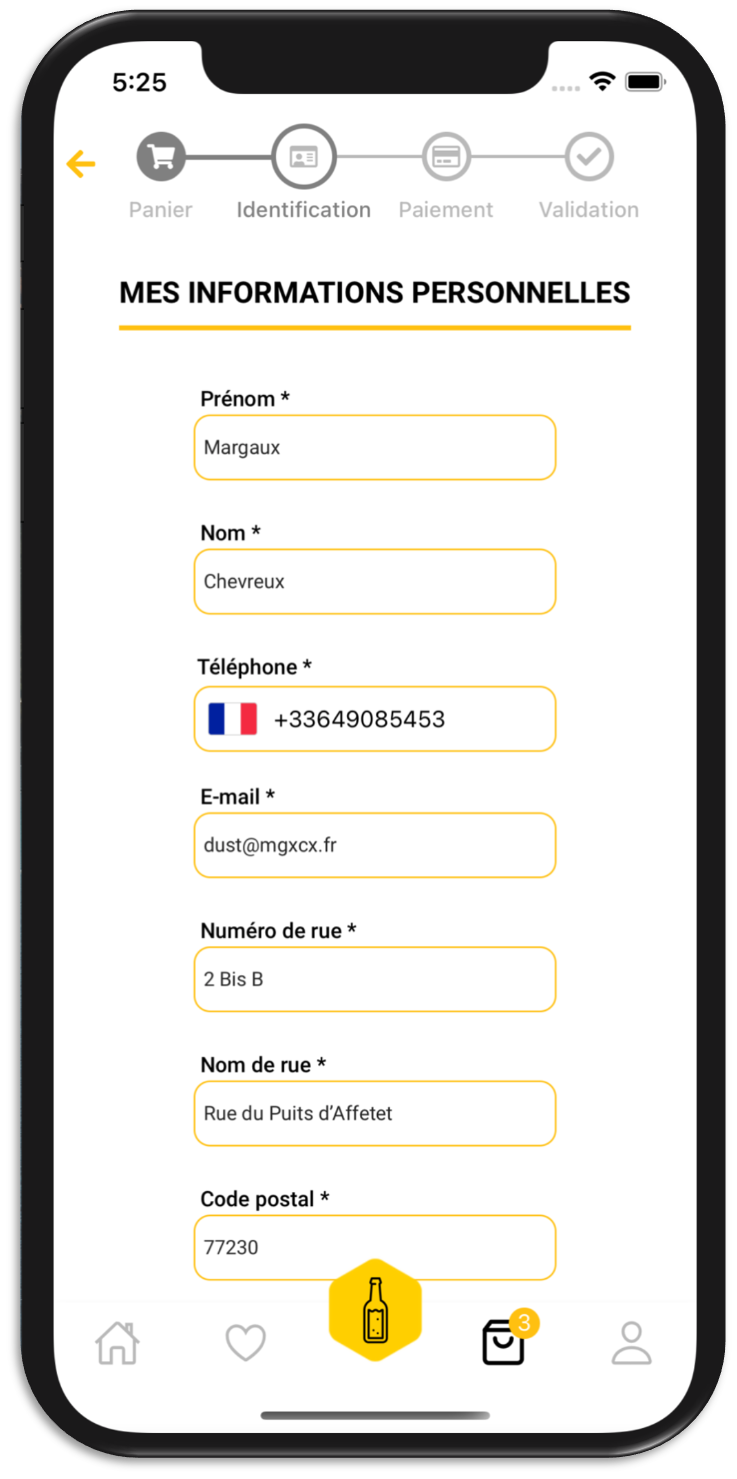 5:25
Panier Identification Paiement Validation
MES INFORMATIONS PERSONNELLES
Prénom *
Margaux
Nom *
Chevreux
Téléphone *
+33649085453
E-mail *
dust@mgxcx.fr
Numéro de rue *
2 Bis B
Nom de rue *
Rue du Puits d’Affetet
Code postal *
77230
3